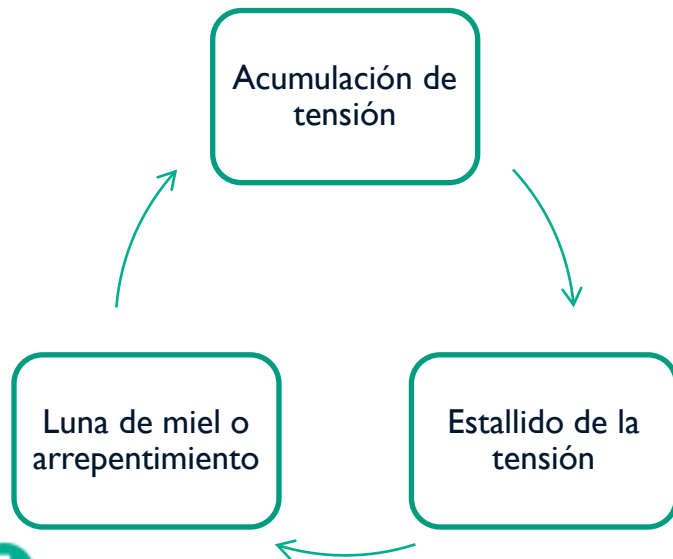 Acumulación de
tensión
Estallido de la
tensión
Luna de miel o
arrepentimiento